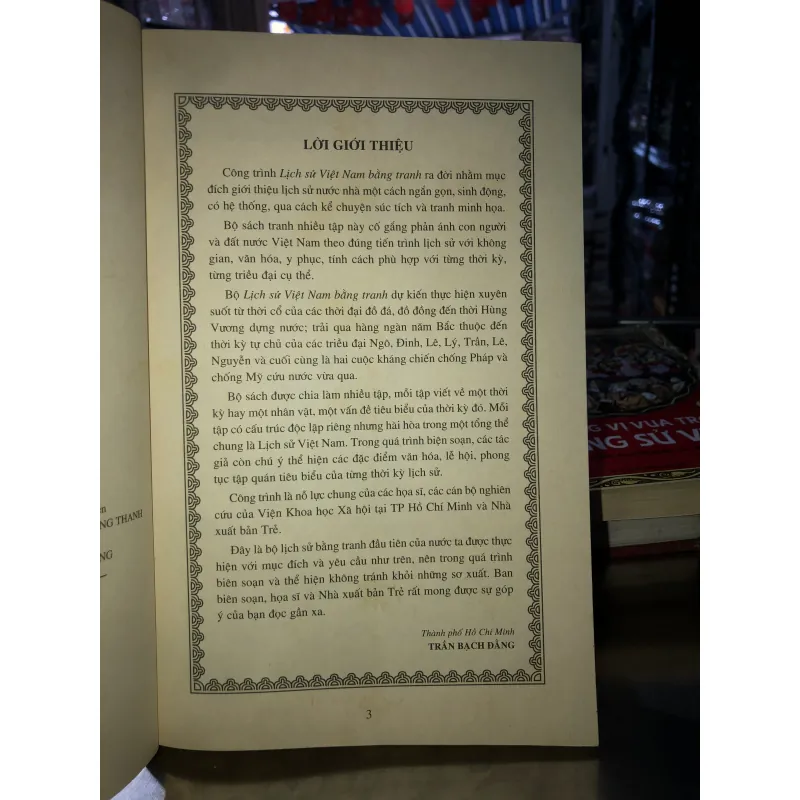 LỜI GIỚI THIỆU
Công trình Lịch sử Việt Nam bằng tranh ra đời nhằm mục
đích giới thiệu lịch sử nước nhà một cách ngắn gọn, sinh động,
có hệ thống, qua cách kể chuyện súc tích và tranh minh họa.
Bộ sách tranh nhiều tập này cố gắng phản ánh con người
và đất nước Việt Nam theo đúng tiến trình lịch sử với không
gian, văn hóa, y phục, tính cách phù hợp với từng thời kỳ,
từng triều đại cụ thể.
Bộ Lịch sử Việt Nam bằng tranh dự kiến thực hiện xuyên
suốt từ thời cổ của các thời đại đồ đá, đồ đồng đến thời Hùng
Vương dựng nước; trải qua hàng ngàn năm Bắc thuộc đến
thời kỳ tự chủ của các triều đại Ngô, Đinh, Lê, Lý, Trần, Lê,
Nguyễn và cuối cùng là hai cuộc kháng chiến chống Pháp và
chống Mỹ cứu nước vừa qua.
Bộ sách được chia làm nhiều tập, mỗi tập viết về một thời
kỳ hay một nhân vật, một vấn đề tiêu biểu của thời kỳ đó. Mỗi
tập có cấu trúc độc lập riêng nhưng hài hòa trong một tổng thể
chung là Lịch sử Việt Nam. Trong quá trình biện soạn, các tác
giả còn chú ý thể hiện các đặc điểm văn hóa, lễ hội, phong
tục tập quán tiêu biểu của từng thời kỳ lịch sử.
Công trình là nỗ lực chung của các họa sĩ, các cán bộ nghiên
cứu của Viện Khoa học Xã hội tại TP Hồ Chí Minh và Nhà
xuất bản Trẻ.
Đây là bộ lịch sử bằng tranh đầu tiên của nước ta được thực
hiện với mục đích và yêu cầu như trên, nên trong quá trình
biên soạn và thể hiện không tránh khỏi những sơ xuất. Ban
biên soạn, họa sĩ và Nhà xuất bản Trẻ rất mong được sự góp
ý của bạn đọc gần xa.
Thành phố Hồ Chí Minh
TRẦN BẠCH ĐẰNG
3
NG THANH
NG
G VỊ VUA TR
NG SỬ V